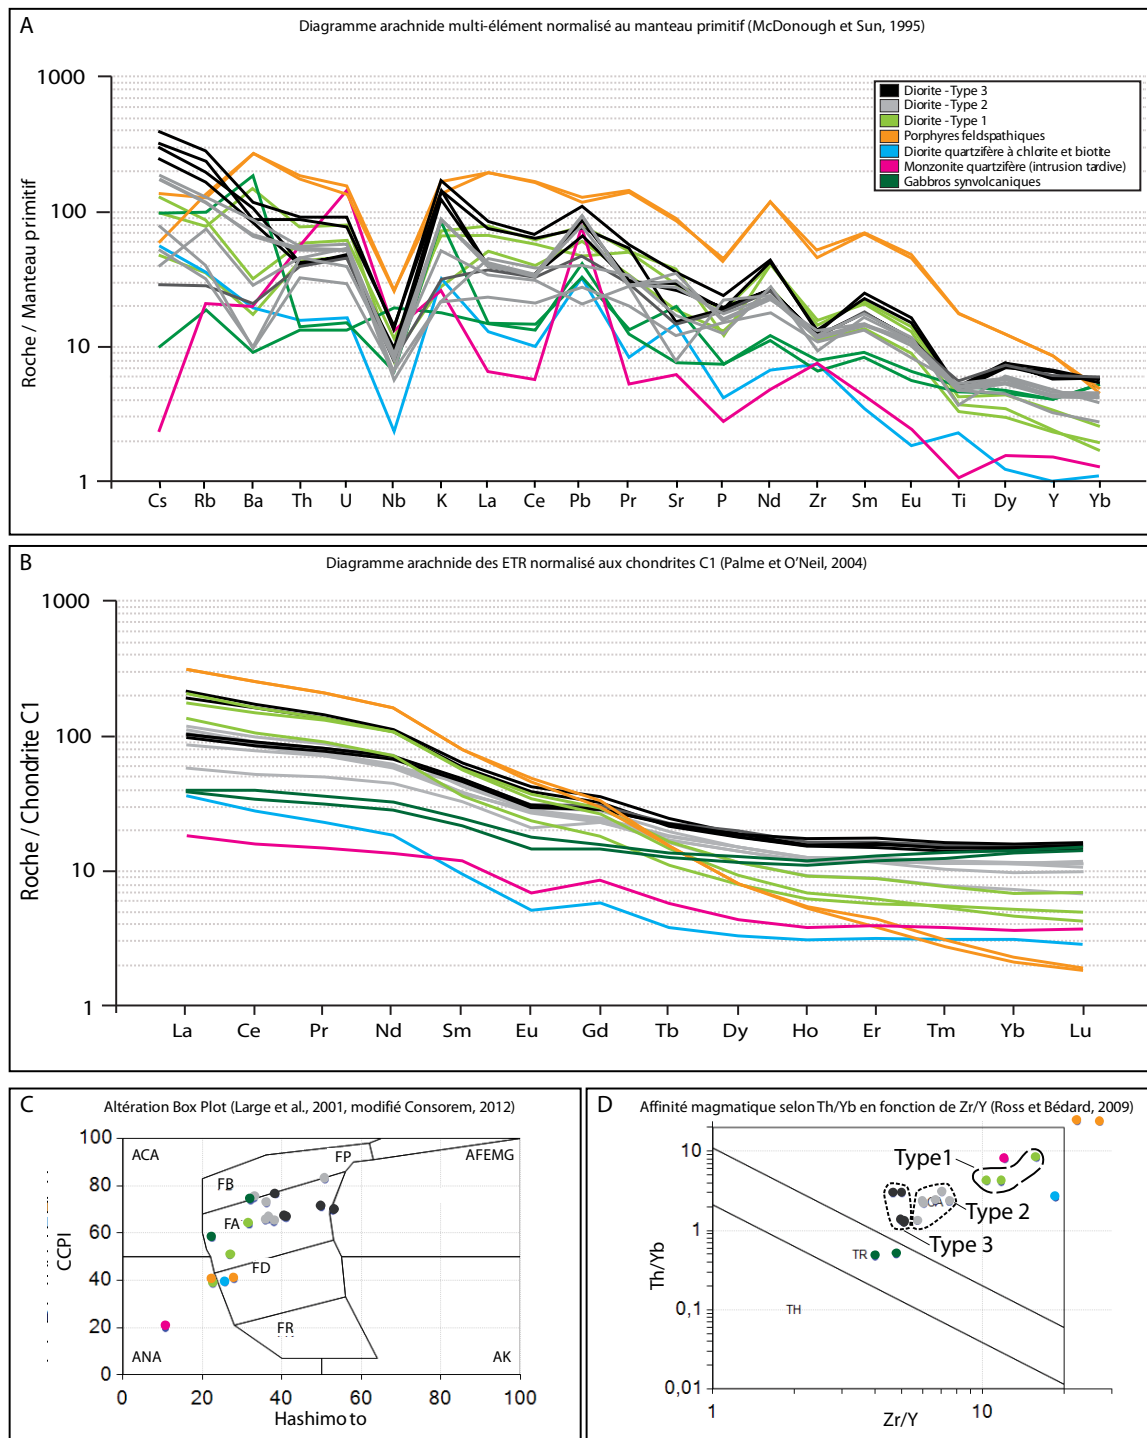 A
Diagramme arachnide multi-élément normalisé au manteau primitif (McDonough et Sun, 1995)
Roche / Manteau primitif
1000
100
10
1
Diorite - Type 3
Diorite - Type 2
Diorite - Type 1
Porphyres feldspathiques
Diorite quartzifère à chlorite et biotite
Monzonite quartzifère (intrusion tardive)
Gabbros synvolcaniques
Cs Rb Ba Th U Nb K La Ce Pb Pr Sr P Nd Zr Sm Eu Ti Dy Y Yb
B
Diagramme arachnide des ETR normalisé aux chondrites C1 (Palme et O'Neil, 2004)
Roche / Chondrite C1
1000
100
10
1
La Ce Pr Nd Sm Eu Gd Tb Dy Ho Er Tm Yb Lu
C
Altération Box Plot (Large et al., 2001, modifié Consorem, 2012)
CCPI
100
80
60
40
20
0
ACA
FP
AFEMG
FB
FA
FD
FR
ANA
AK
0 20 40 60 80 100
Hashimoto
D
Affinité magmatique selon Th/Yb en fonction de Zr/Y (Ross et Bédard, 2009)
Th/Yb
10
1
0,1
0,01
Type1
Type 2
CA
Type 3
TR
TH
1 10
Zr/Y